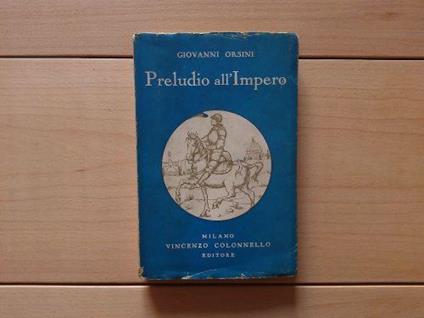 GIOVANNI ORSINI
Preludio all'Impero
MILANO
VINCENZO COLONNELLO
EDITORE